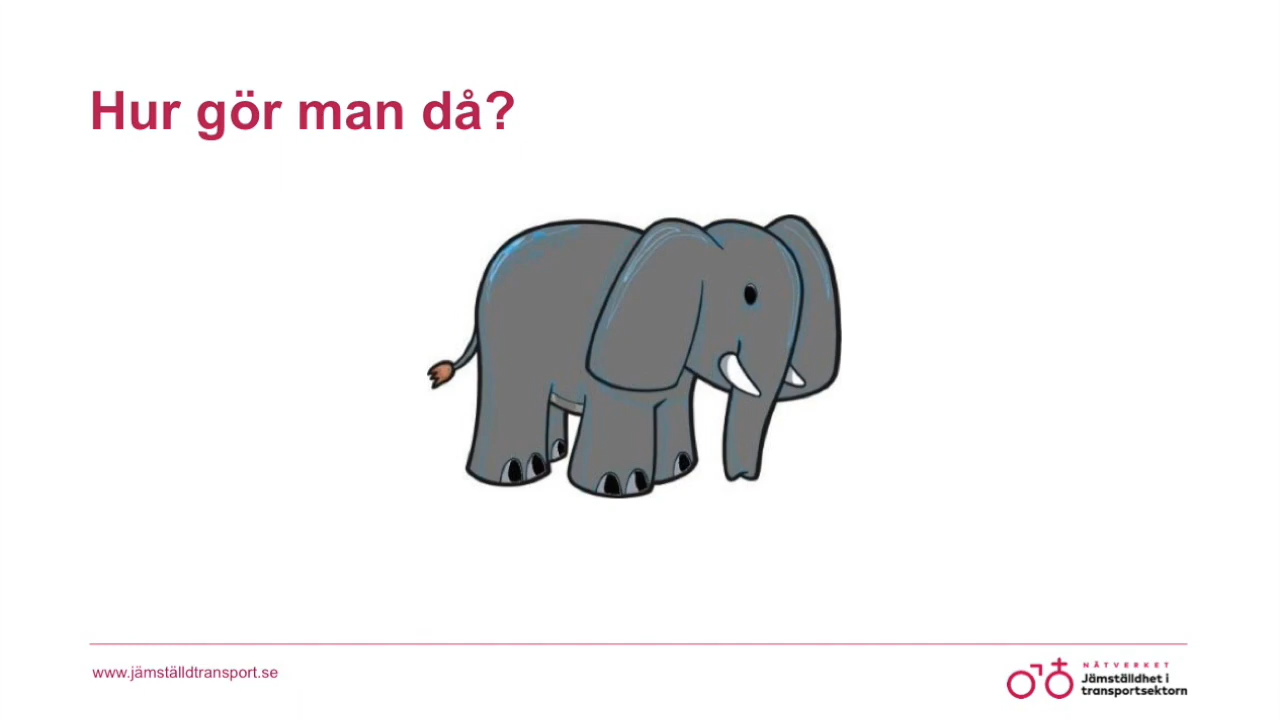 Hur gör man då?
www.jämställdtransport.se
NÄTVERKET
Jämställdhet i
transportsektorn